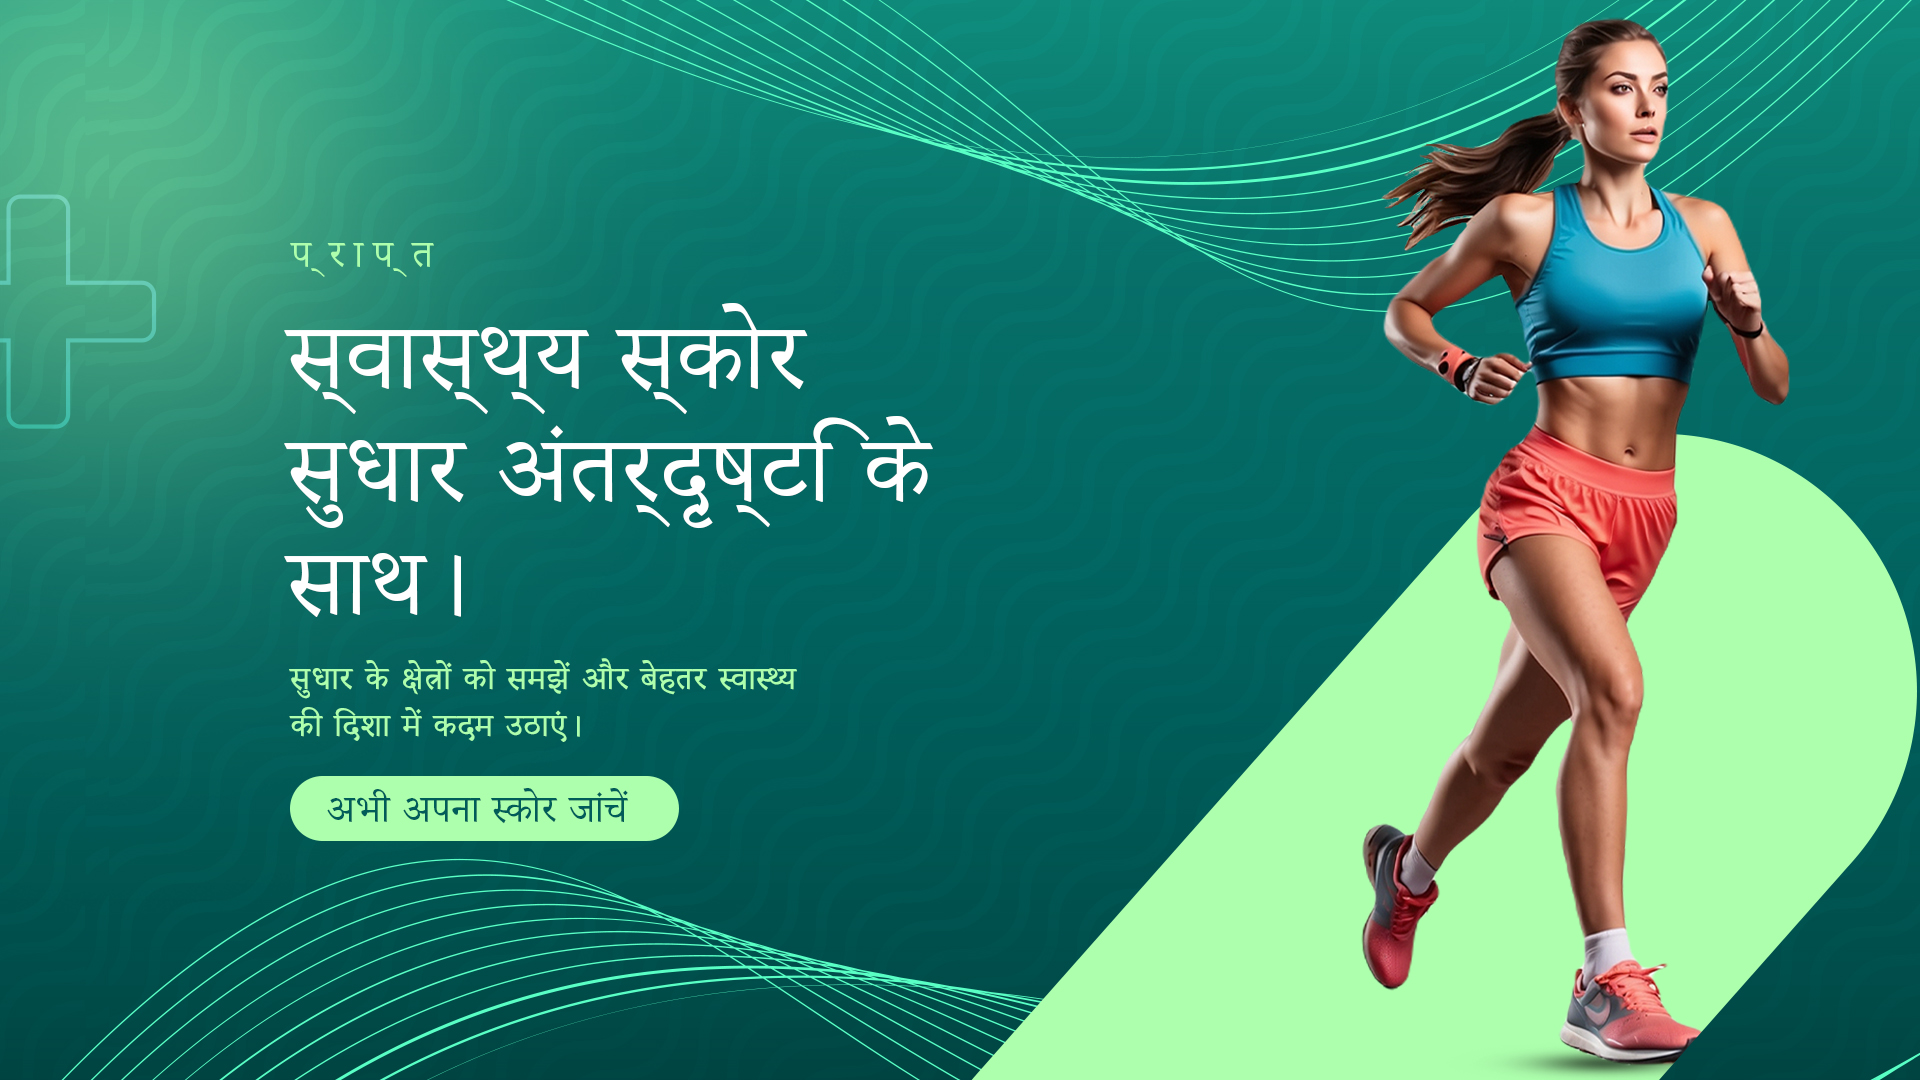 प्राप्त
स्वास्थ्य स्कोर
सुधार अंतर्दृष्टि के
साथ।
सुधार के क्षेत्रों को समझें और बेहतर स्वास्थ्य
की दिशा में कदम उठाएं।
अभी अपना स्कोर जांचें